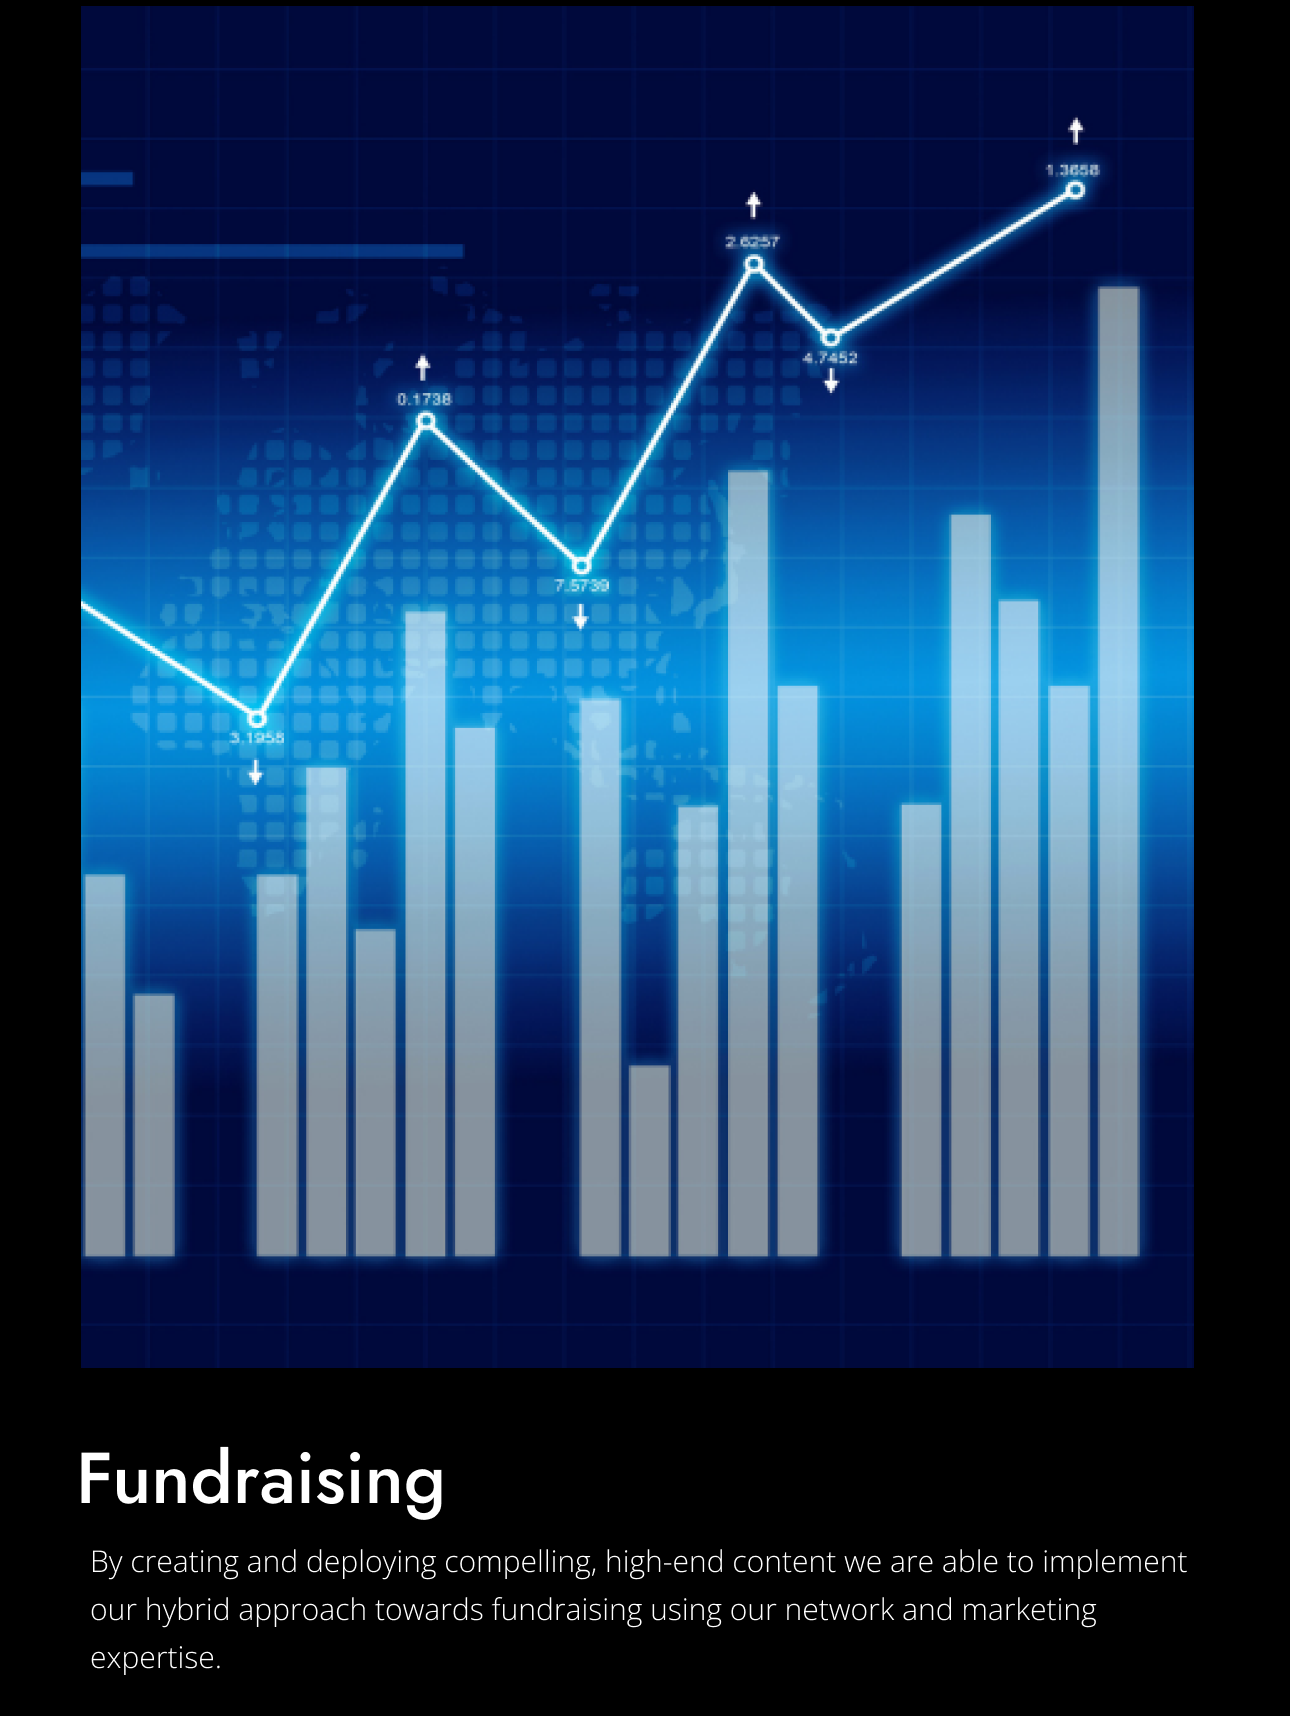 1.3658
2.6257
4.7452
0.1738
7.5739
3.1958
Fundraising
By creating and deploying compelling, high-end content we are able to implement
our hybrid approach towards fundraising using our network and marketing
expertise.